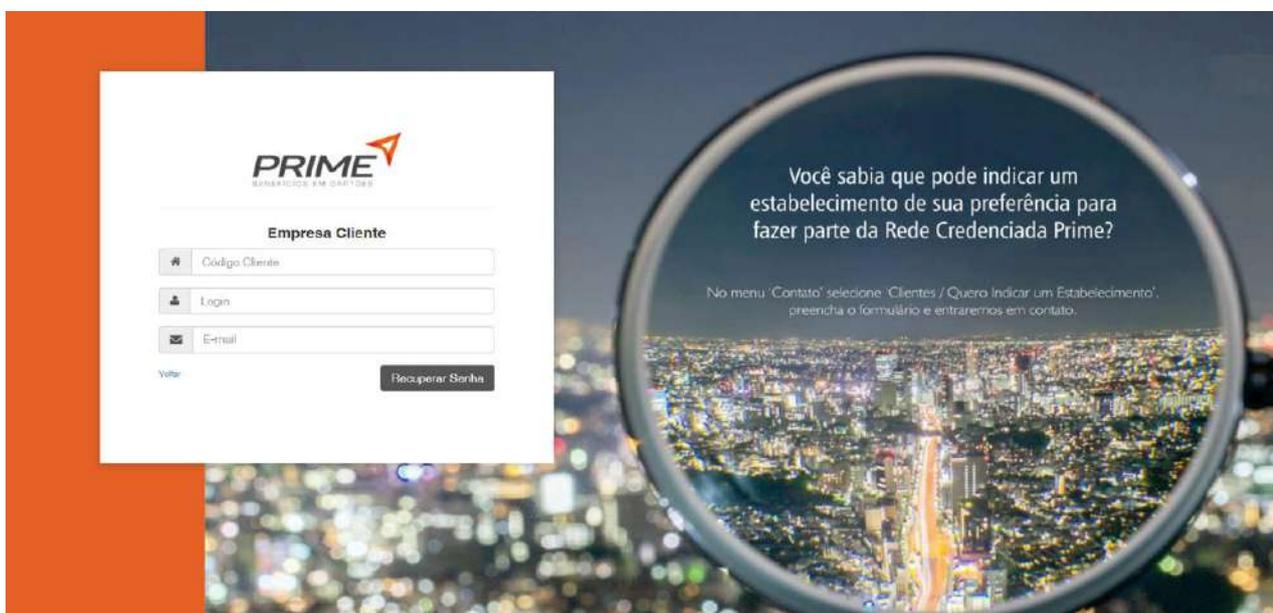 PRIME
BENEFÍCIOS EM CARTÕES
Empresa Cliente
Código Cliente
Login
E-mail
Voltar
Recuperar Senha
Você sabia que pode indicar um
estabelecimento de sua preferência para
fazer parte da Rede Credenciada Prime?
No menu 'Contato' selecione 'Clientes / Quero Indicar um Estabelecimento',
preencha o formulário e entraremos em contato.